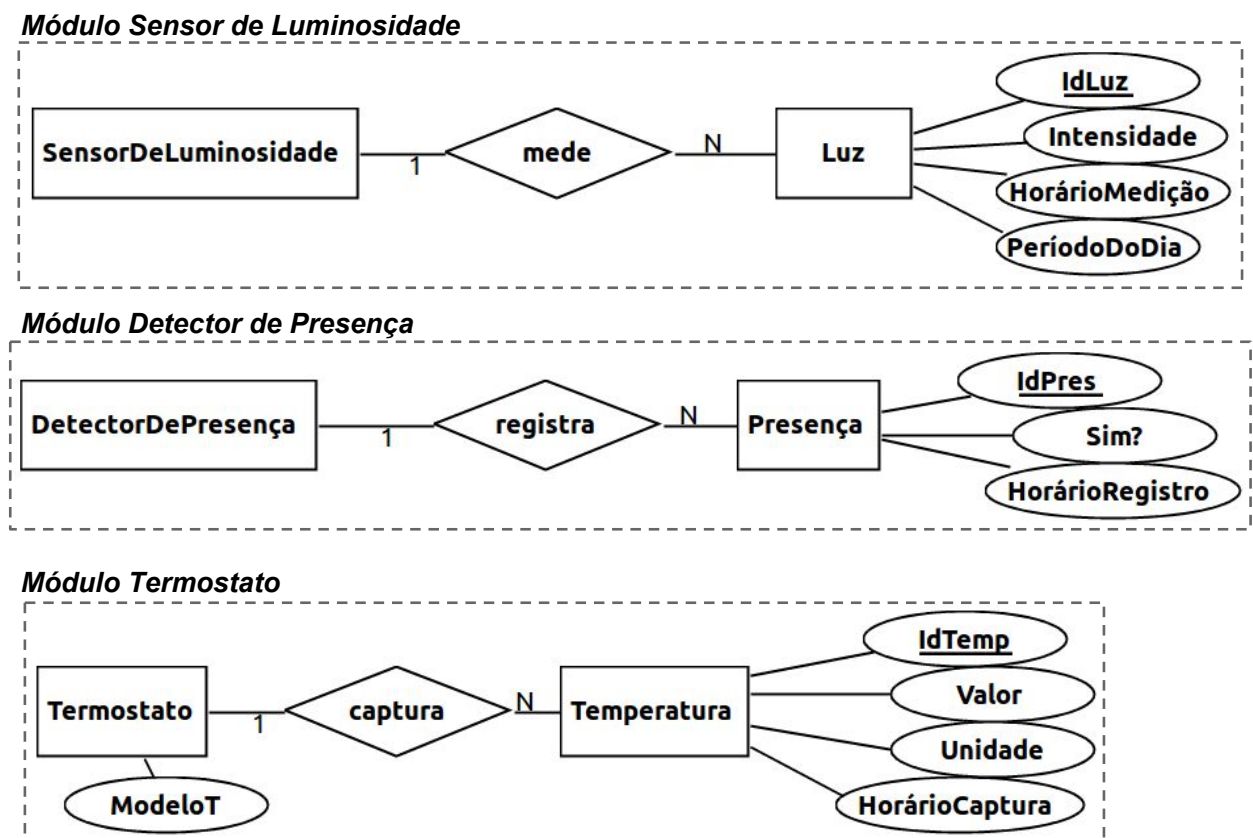 Módulo Sensor de Luminosidade
SensorDeLuminosidade
1
mede
N
Luz
IdLuz
Intensidade
HorárioMedição
PeríodoDoDia
Módulo Detector de Presença
DetectorDePresença
1
registra
N
Presença
IdPres
Sim?
HorárioRegistro
Módulo Termostato
Termostato
1
captura
N
Temperatura
IdTemp
Valor
Unidade
HorárioCaptura
ModeloT